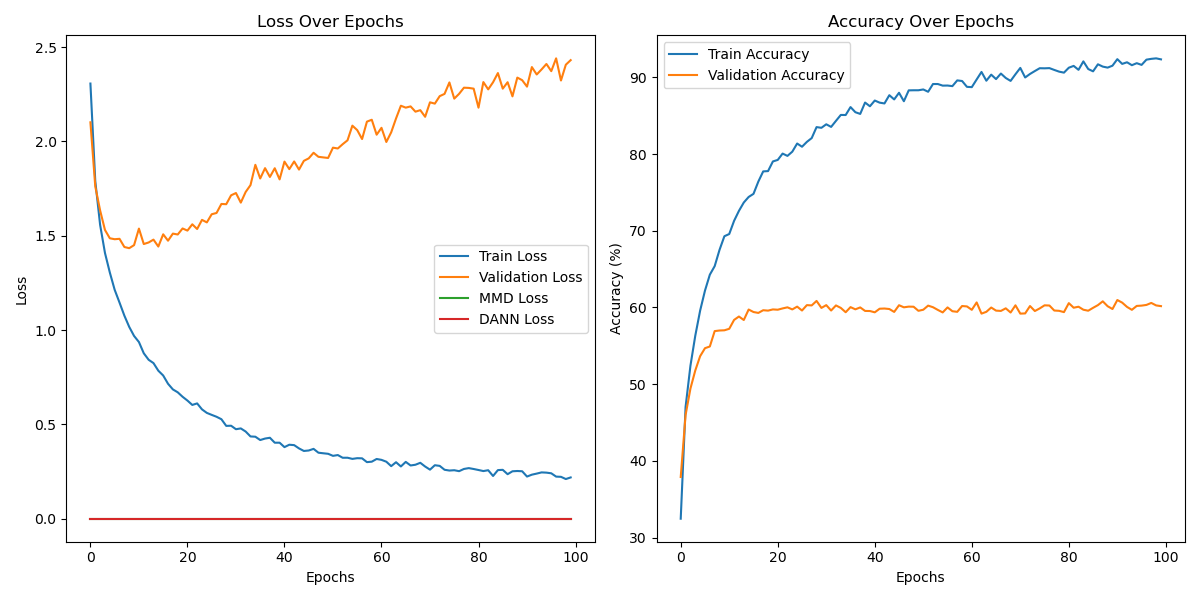 Loss Over Epochs
2.5
2.0
1.5
1.0
0.5
0.0
Loss
Train Loss
Validation Loss
MMD Loss
DANN Loss
0 20 40 60 80 100
Epochs
Accuracy Over Epochs
Train Accuracy
Validation Accuracy
90
80
70
60
50
40
30
Accuracy (%)
0 20 40 60 80 100
Epochs